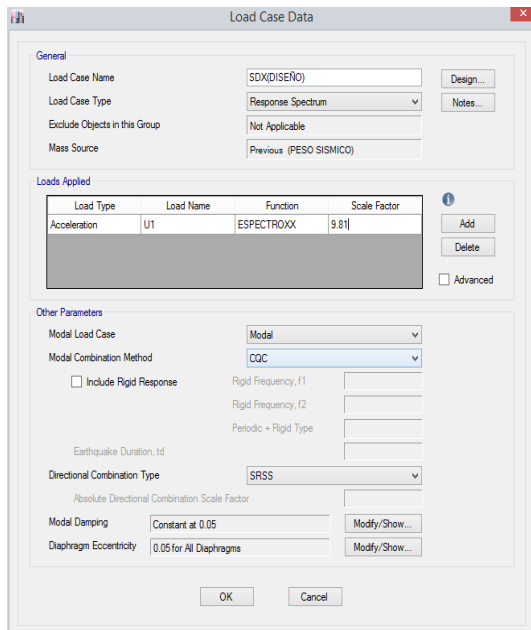 Load Case Data
General
Load Case Name SDX(DISEÑO) Design...
Load Case Type Response Spectrum Notes...
Exclude Objects in this Group Not Applicable
Mass Source Previous (PESO SISMICO)
Loads Applied
Load Type Load Name Function Scale Factor
Acceleration U1 ESPECTROXX 9.81
Add
Delete
Advanced
Other Parameters
Modal Load Case Modal
Modal Combination Method CQC
Include Rigid Response Rigid Frequency, f1
Rigid Frequency, f2
Periodic + Rigid Type
Earthquake Duration, td
Directional Combination Type SRSS
Absolute Directional Combination Scale Factor
Modal Damping Constant at 0.05 Modify/Show...
Diaphragm Eccentricity 0.05 for All Diaphragms Modify/Show...
OK Cancel